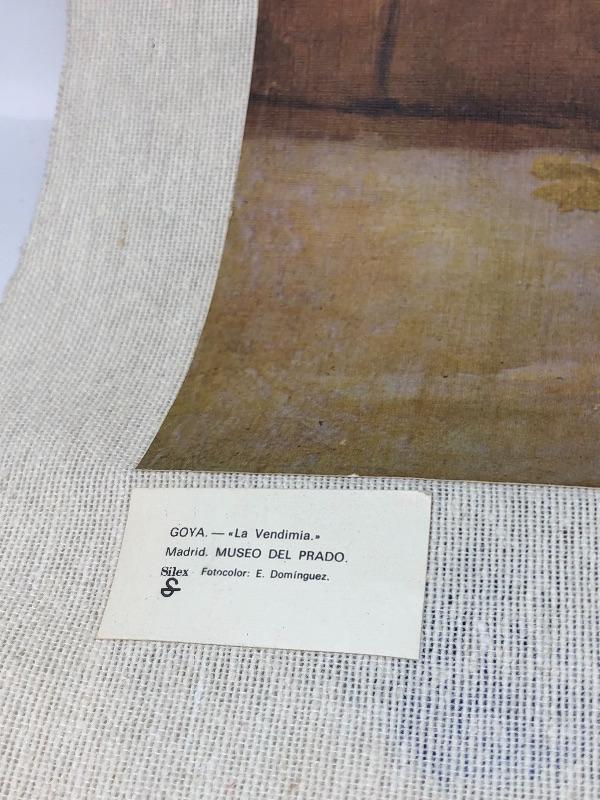 GOYA. — «La Vendimia.»
Madrid. MUSEO DEL PRADO.
Silex Fotocolor: E. Domínguez.